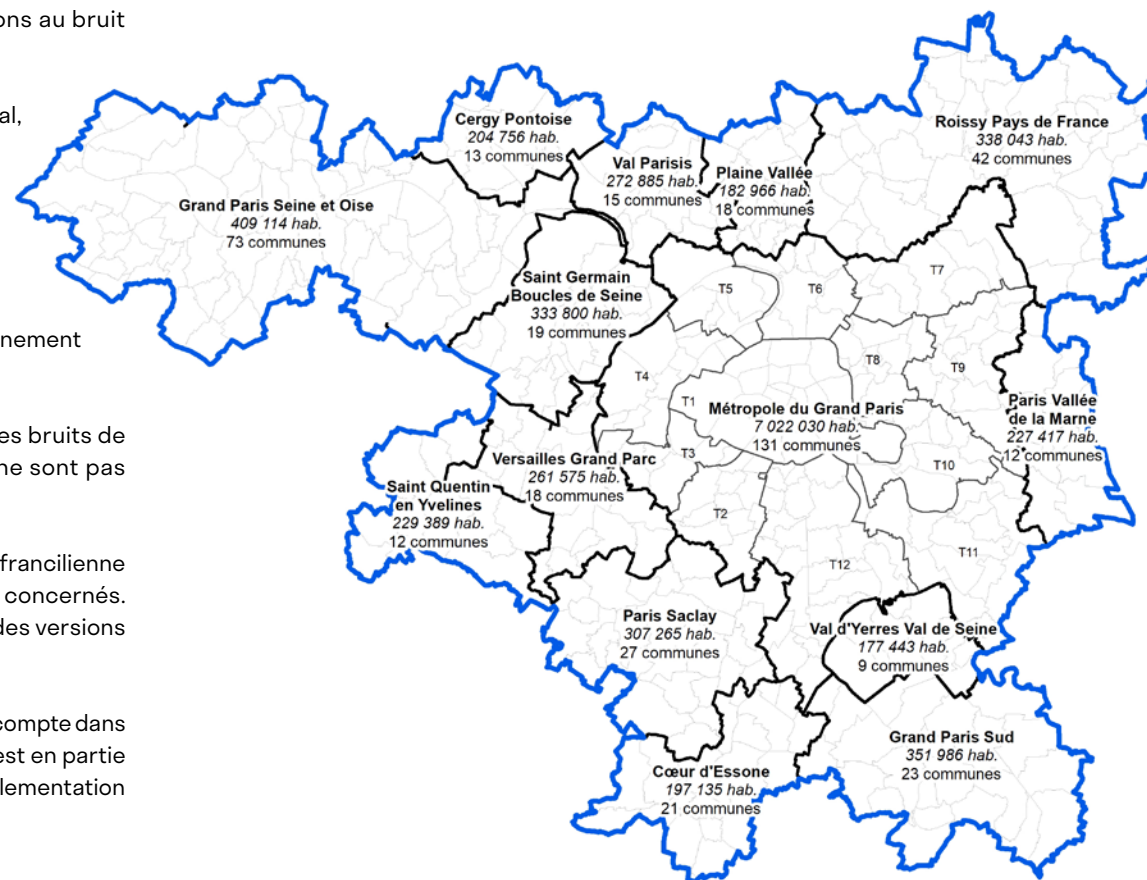 ons au bruit
al,
nement
es bruits de
ne sont pas
francilienne
concernés.
des versions
compte dans
est en partie
lementation
Cergy Pontoise
204 756 hab.
13 communes
Roissy Pays de France
338 043 hab.
42 communes
Val Parisis
272 885 hab.
15 communes
Plaine Vallée
182 966 hab.
18 communes
Grand Paris Seine et Oise
409 114 hab.
73 communes
Saint Germain
Boucles de Seine
333 800 hab.
19 communes
T5
T6
T7
T8
T9
T4
T1
Métropole du Grand Paris
7 022 030 hab.
131 communes
Paris Vallée
de la Marne
227 417 hab.
12 communes
T3
T10
Versailles Grand Parc
261 575 hab.
18 communes
Saint Quentin
en Yvelines
229 389 hab.
12 communes
T2
T12
T11
Paris Saclay
307 265 hab.
27 communes
Val d'Yerres Val de Seine
177 443 hab.
9 communes
Grand Paris Sud
351 986 hab.
23 communes
Cœur d'Essone
197 135 hab.
21 communes